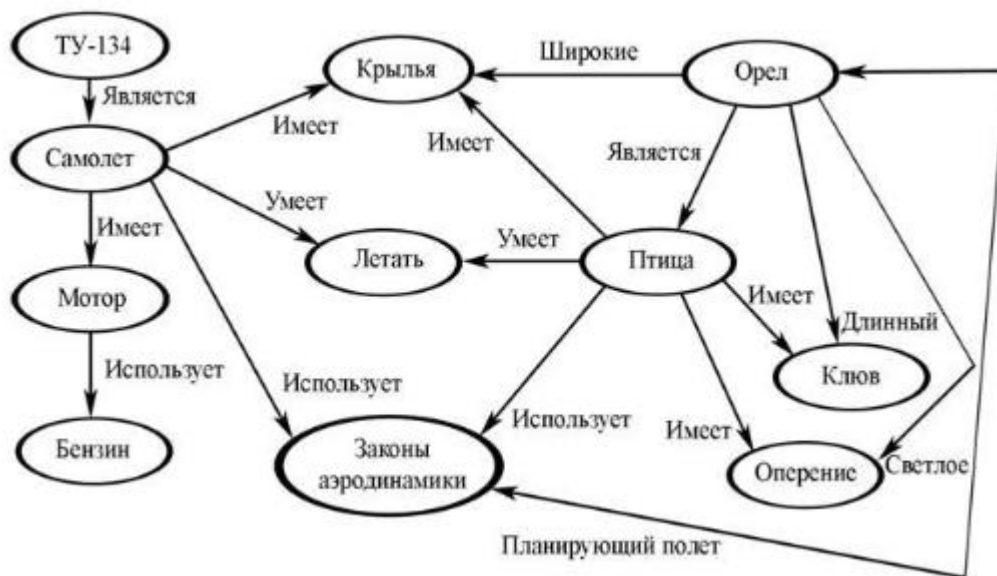 ТУ-134
Является
Самолет
Имеет
Мотор
Использует
Бензин
Крылья
Имеет
Умеет
Летать
Использует
Законы
аэродинамики
Широкие
Орел
Имеет
Является
Умеет
Птица
Имеет
Длинный
Клюв
Использует
Имеет
Оперение
Светлое
Планирующий полет